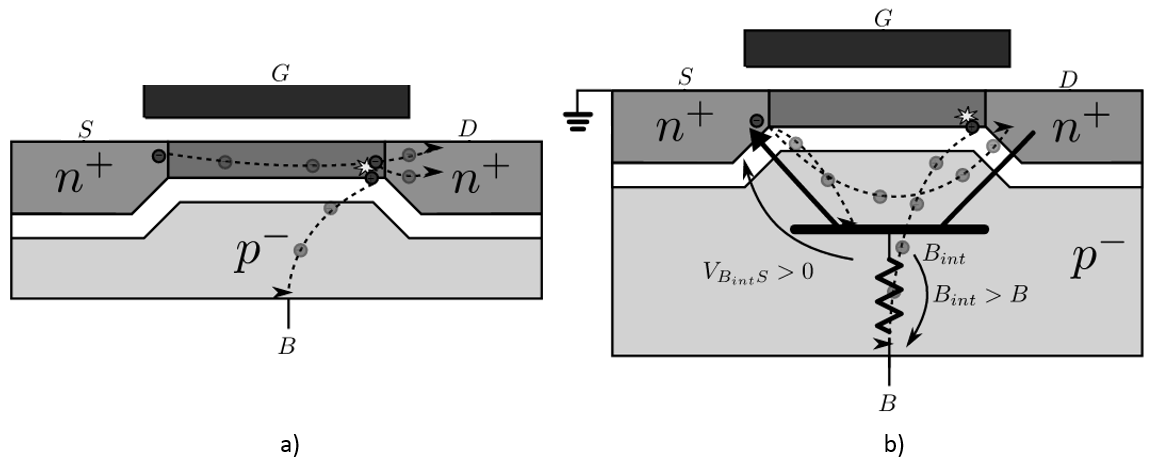 G
S
D
n+
n+
p−
B
a)
G
S
D
n+
n+
p−
V_{B_{int}S} > 0
B_{int}
B_{int} > B
B
b)